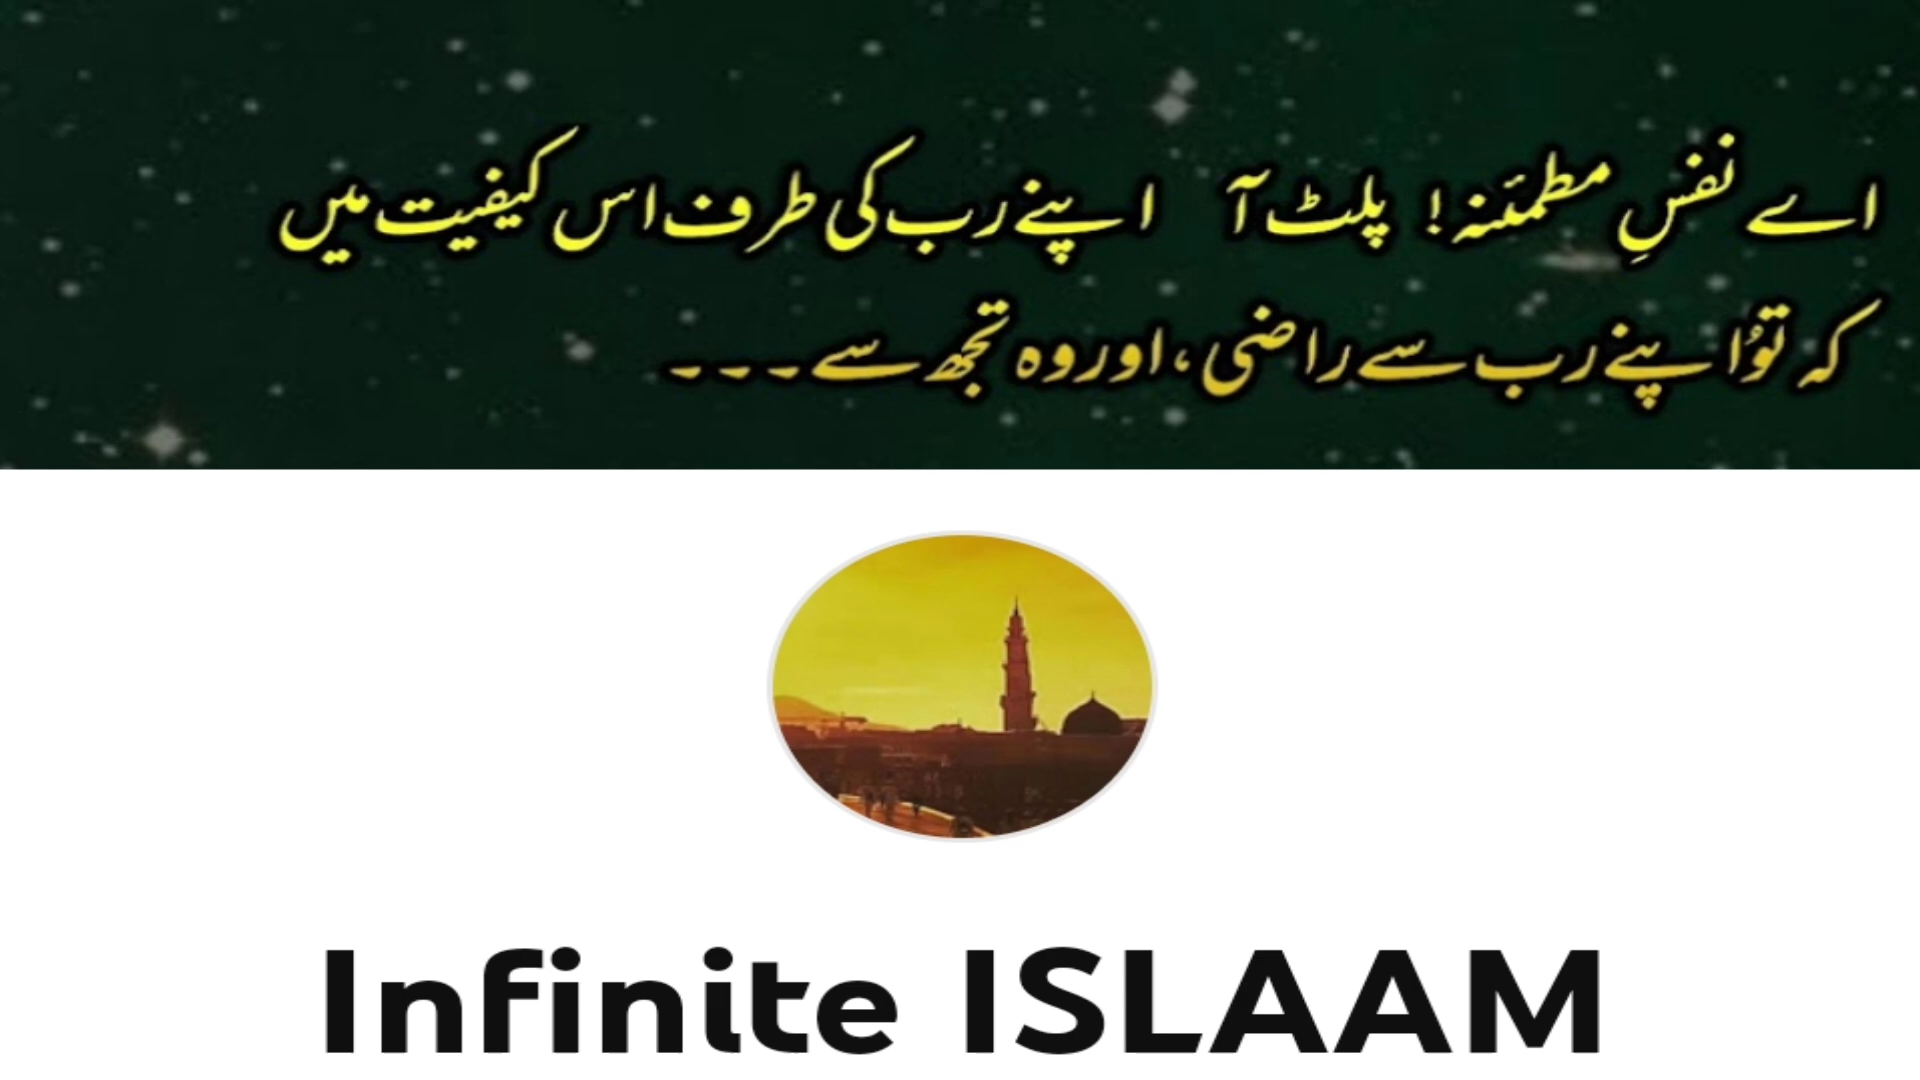 اے نفسِ مطمئنہ! پلٹ آ اپنے رب کی طرف اس کیفیت میں
کہ توُ اپنے رب سے راضی، اور وہ تجھ سے۔۔۔
Infinite ISLAAM